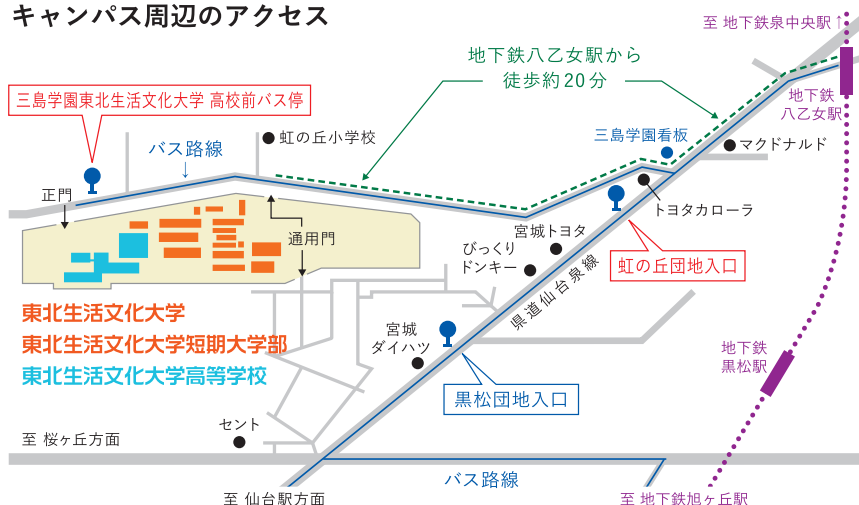 キャンパス周辺のアクセス
至 地下鉄泉中央駅↑
地下鉄八乙女駅から
徒歩約20分
地下鉄
八乙女駅
三島学園東北生活文化大学 高校前バス停
虹の丘小学校
三島学園看板
マクドナルド
バス路線
↓
正門
トヨタカローラ
通用門
宮城トヨタ
びっくり
ドンキー
虹の丘団地入口
県道仙台泉線
東北生活文化大学
東北生活文化大学短期大学部
東北生活文化大学高等学校
宮城
ダイハツ
地下鉄
黒松駅
黒松団地入口
セント
至 桜ヶ丘方面
バス路線
至 仙台駅方面
至 地下鉄旭ヶ丘駅